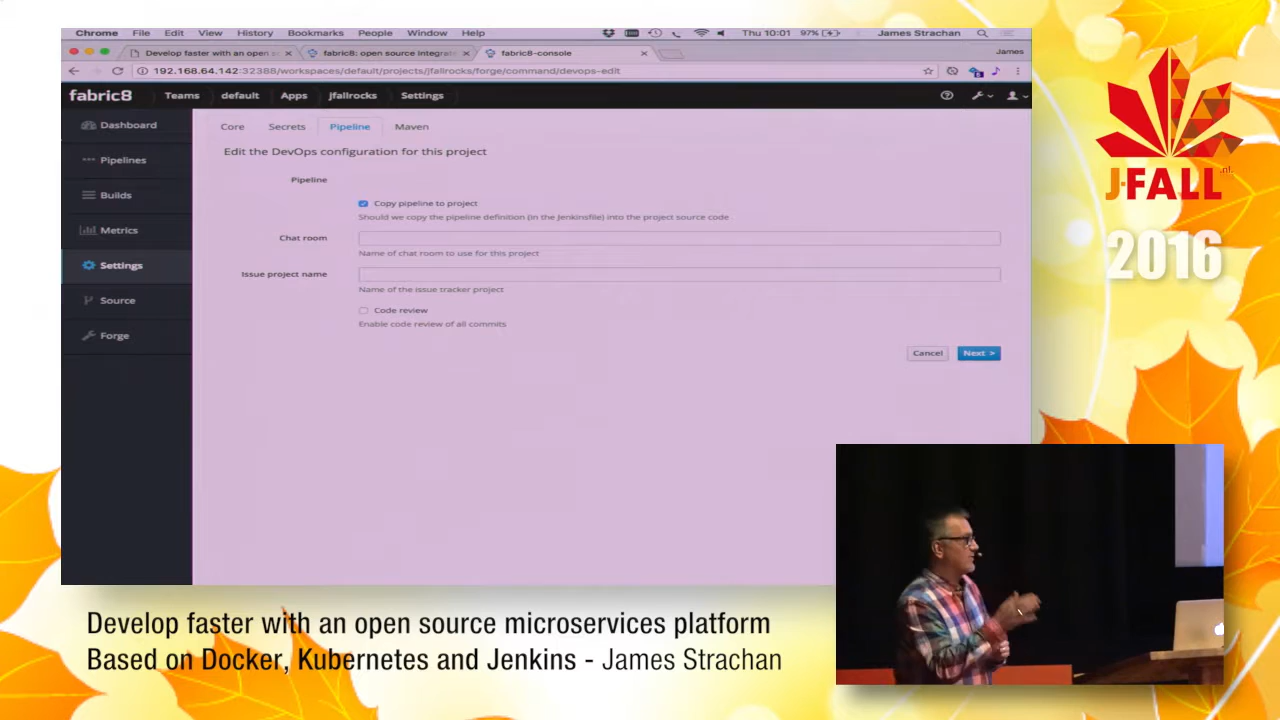 Chrome File Edit View History Bookmarks People Window Help Thu 10:01 97% James Strachan
Develop faster with an open s fabric8: open source integrat fabric8-console James
192.168.64.142:32388/workspaces/default/projects/jfallrocks/forge/command/devops-edit
fabric8 Teams default Apps jfallrocks Settings
Dashboard
Pipelines
Builds
Metrics
Settings
Source
Forge
Core Secrets Pipeline Maven
Edit the DevOps configuration for this project
Pipeline
Copy pipeline to project
Should we copy the pipeline definition (in the Jenkinsfile) into the project source code
Chat room
Name of chat room to use for this project
Issue project name
Name of the issue tracker project
Code review
Enable code review of all commits
Cancel Next >
J-FALL.nl
2016
Develop faster with an open source microservices platform
Based on Docker, Kubernetes and Jenkins - James Strachan